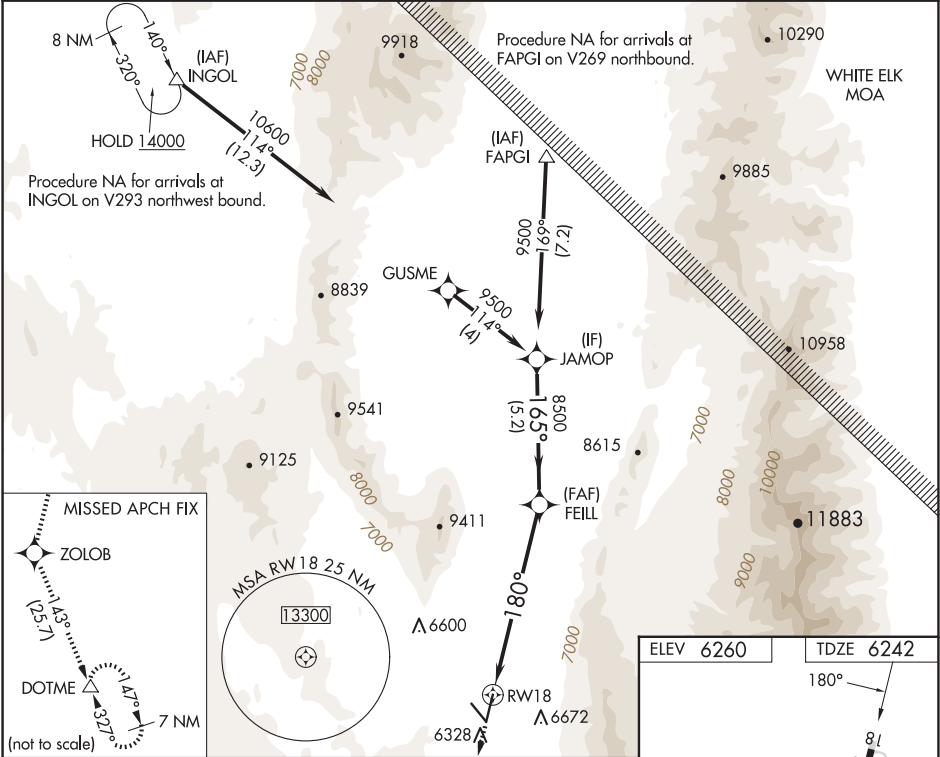 8 NM
140°
320°
(IAF)
INGOL
HOLD 14000
10600
114°
(12.3)
Procedure NA for arrivals at
INGOL on V293 northwest bound.
7000
8000
9918
Procedure NA for arrivals at
FAPGI on V269 northbound.
10290
WHITE ELK
MOA
(IAF)
FAPGI
9885
9500
169°
(7.2)
GUSME
9500
114°
(4)
8839
(IF)
JAMOP
10958
8500
165°
(5.2)
9541
9125
8615
7000
8000
10000
8000
7000
9411
(FAF)
FEILL
11883
9000
MISSED APCH FIX
ZOLOB
143°
(25.7)
DOTME
147°
327°
7 NM
(not to scale)
MSA RW18 25 NM
13300
6600
180°
7000
RW18
6672
6328
ELEV 6260
TDZE 6242
180°
18